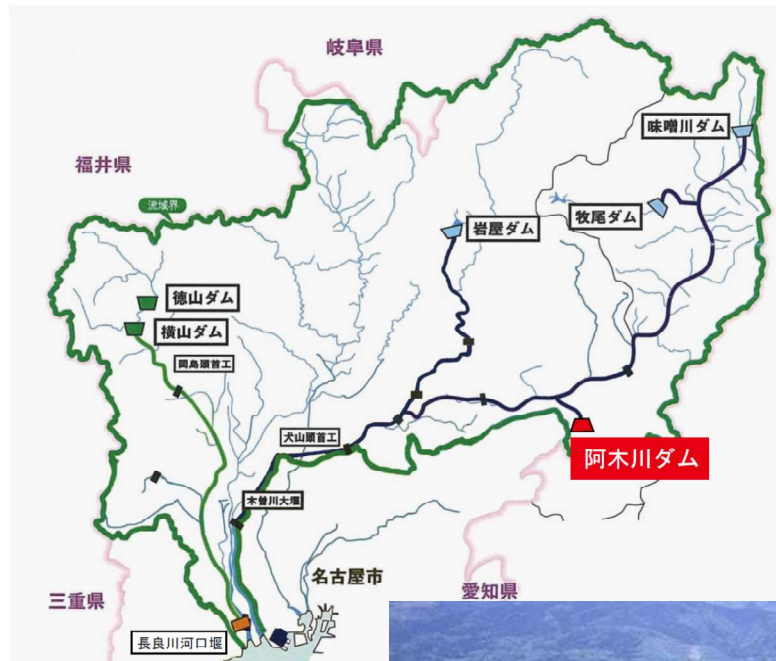 岐阜県
味噌川ダム
福井県
流域界
牧尾ダム
岩屋ダム
徳山ダム
横山ダム
岡島頭首工
犬山頭首工
阿木川ダム
木曽川大堰
名古屋市
愛知県
三重県
長良川河口堰